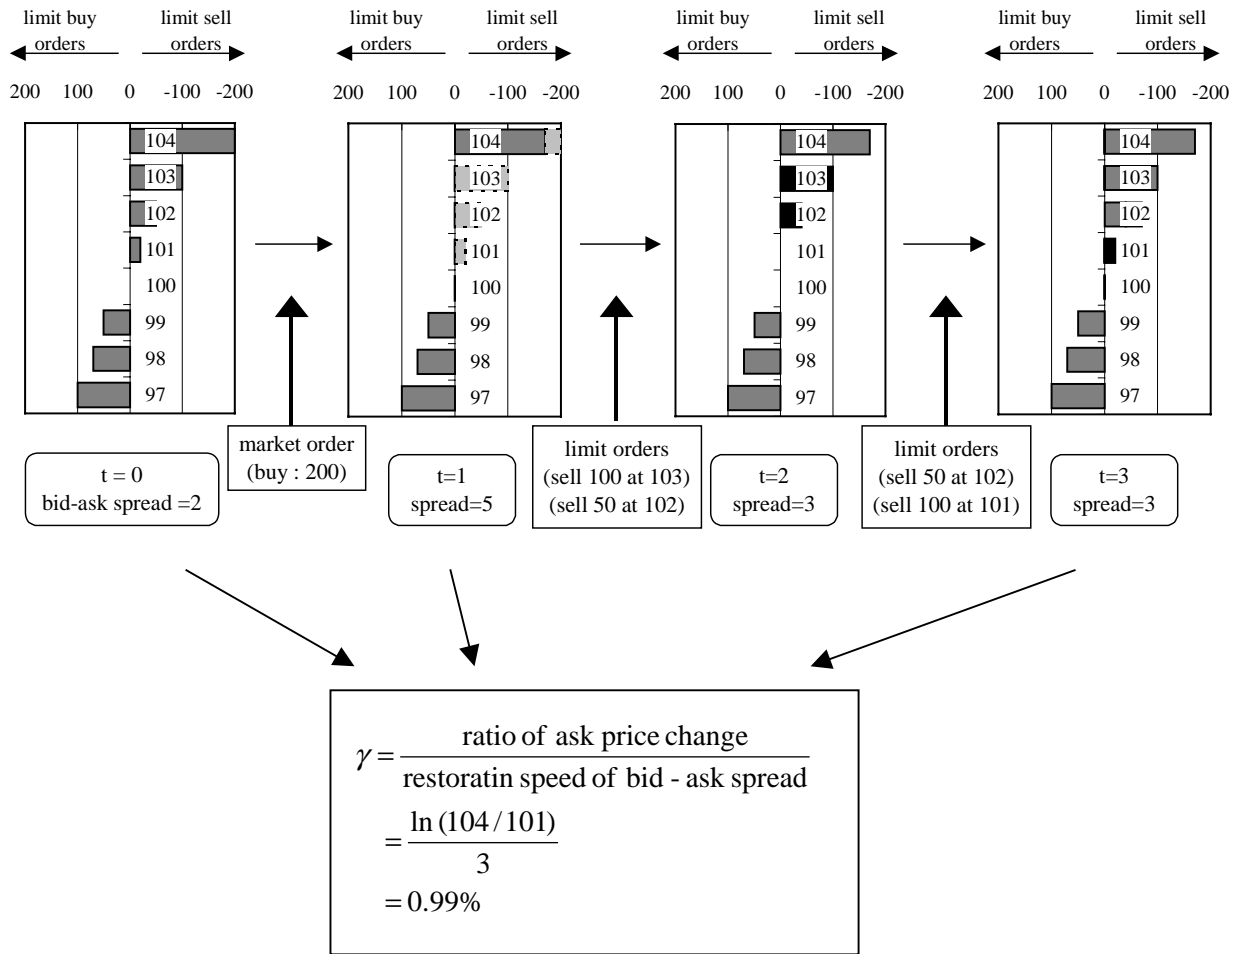 limit buy orders
limit sell orders
limit buy orders
limit sell orders
limit buy orders
limit sell orders
limit buy orders
limit sell orders
200 100 0 -100 -200
200 100 0 -100 -200
200 100 0 -100 -200
200 100 0 -100 -200
104
103
102
101
100
99
98
97
104
103
102
101
100
99
98
97
104
103
102
101
100
99
98
97
104
103
102
101
100
99
98
97
t = 0
bid-ask spread =2
market order
(buy : 200)
t=1
spread=5
limit orders
(sell 100 at 103)
(sell 50 at 102)
t=2
spread=3
limit orders
(sell 50 at 102)
(sell 100 at 101)
t=3
spread=3
γ = ratio of ask price change / restoratin speed of bid - ask spread
= ln (104 / 101) / 3
= 0.99%